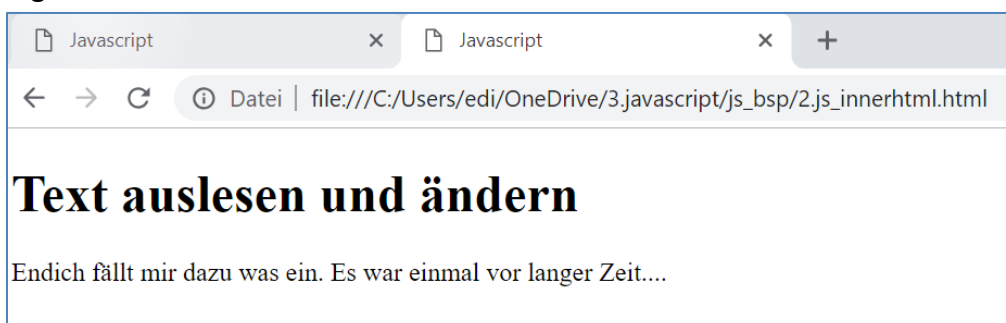 Javascript × Javascript × +
Datei | file:///C:/Users/edi/OneDrive/3.javascript/js_bsp/2.js_innerhtml.html
Text auslesen und ändern
Endich fällt mir dazu was ein. Es war einmal vor langer Zeit....